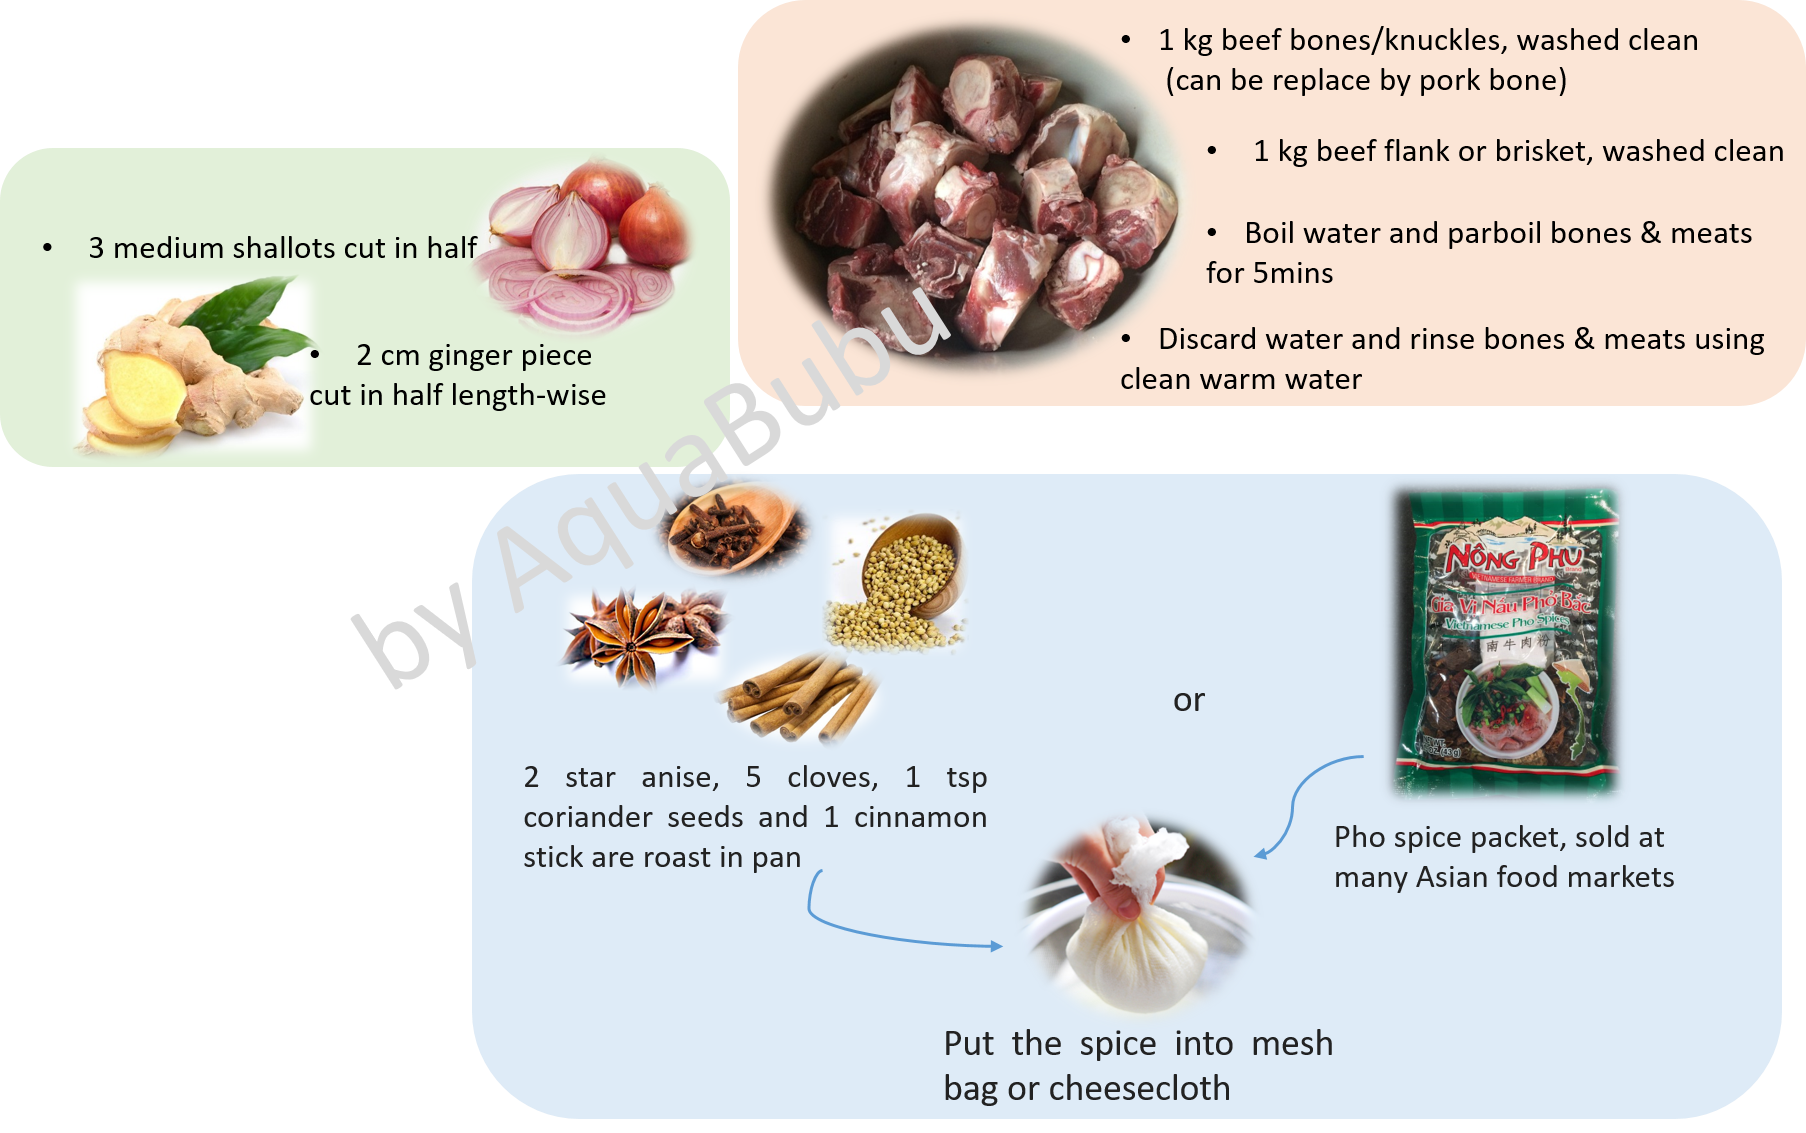 • 1 kg beef bones/knuckles, washed clean
(can be replace by pork bone)
• 1 kg beef flank or brisket, washed clean
• Boil water and parboil bones & meats
for 5mins
• Discard water and rinse bones & meats using
clean warm water
• 3 medium shallots cut in half
• 2 cm ginger piece
cut in half length-wise
by AquaBubu
2 star anise, 5 cloves, 1 tsp
coriander seeds and 1 cinnamon
stick are roast in pan
or
NÔNG PHU
BRAND
VIETNAMESE FARMER BRAND
Gia Vị Nấu Phở Bắc
Vietnamese Pho Spices
南牛肉粉
NET WT.
Pho spice packet, sold at
many Asian food markets
Put the spice into mesh
bag or cheesecloth